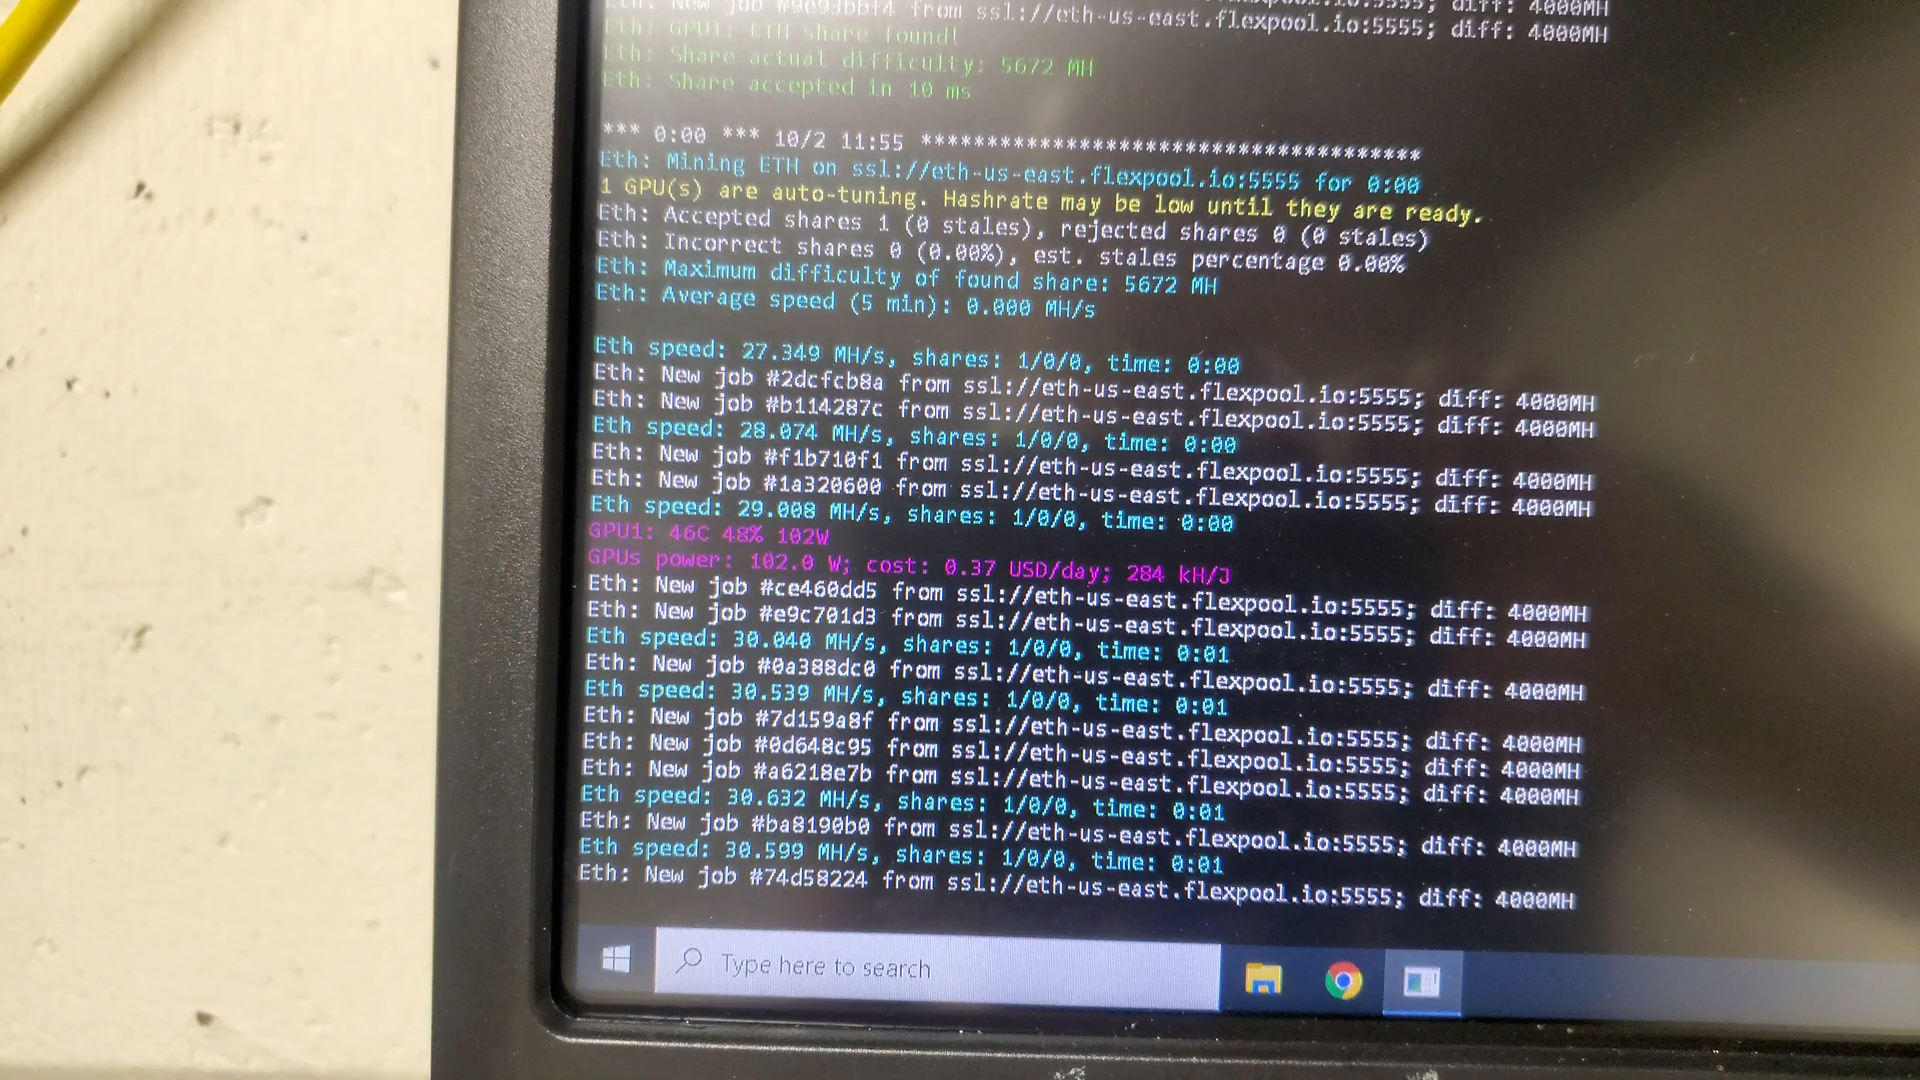 Eth: New job #9e93bbf4 from ssl://eth-us-east.flexpool.io:5555; diff: 4000MH
Eth: GPU1: ETH share found!
Eth: Share actual difficulty: 5672 MH
Eth: Share accepted in 10 ms
*** 0:00 *** 10/2 11:55 **************************************
Eth: Mining ETH on ssl://eth-us-east.flexpool.io:5555 for 0:00
1 GPU(s) are auto-tuning. Hashrate may be low until they are ready.
Eth: Accepted shares 1 (0 stales), rejected shares 0 (0 stales)
Eth: Incorrect shares 0 (0.00%), est. stales percentage 0.00%
Eth: Maximum difficulty of found share: 5672 MH
Eth: Average speed (5 min): 0.000 MH/s
Eth speed: 27.349 MH/s, shares: 1/0/0, time: 0:00
Eth: New job #2dcfcb8a from ssl://eth-us-east.flexpool.io:5555; diff: 4000MH
Eth: New job #b114287c from ssl://eth-us-east.flexpool.io:5555; diff: 4000MH
Eth speed: 28.074 MH/s, shares: 1/0/0, time: 0:00
Eth: New job #f1b710f1 from ssl://eth-us-east.flexpool.io:5555; diff: 4000MH
Eth: New job #1a320600 from ssl://eth-us-east.flexpool.io:5555; diff: 4000MH
Eth speed: 29.008 MH/s, shares: 1/0/0, time: 0:00
GPU1: 46C 48% 102W
GPUs power: 102.0 W; cost: 0.37 USD/day; 284 kH/J
Eth: New job #ce460dd5 from ssl://eth-us-east.flexpool.io:5555; diff: 4000MH
Eth: New job #e9c701d3 from ssl://eth-us-east.flexpool.io:5555; diff: 4000MH
Eth speed: 30.040 MH/s, shares: 1/0/0, time: 0:01
Eth: New job #0a388dc0 from ssl://eth-us-east.flexpool.io:5555; diff: 4000MH
Eth speed: 30.539 MH/s, shares: 1/0/0, time: 0:01
Eth: New job #7d159a8f from ssl://eth-us-east.flexpool.io:5555; diff: 4000MH
Eth: New job #0d648c95 from ssl://eth-us-east.flexpool.io:5555; diff: 4000MH
Eth: New job #a6218e7b from ssl://eth-us-east.flexpool.io:5555; diff: 4000MH
Eth speed: 30.632 MH/s, shares: 1/0/0, time: 0:01
Eth: New job #ba8190b0 from ssl://eth-us-east.flexpool.io:5555; diff: 4000MH
Eth speed: 30.599 MH/s, shares: 1/0/0, time: 0:01
Eth: New job #74d58224 from ssl://eth-us-east.flexpool.io:5555; diff: 4000MH
Type here to search